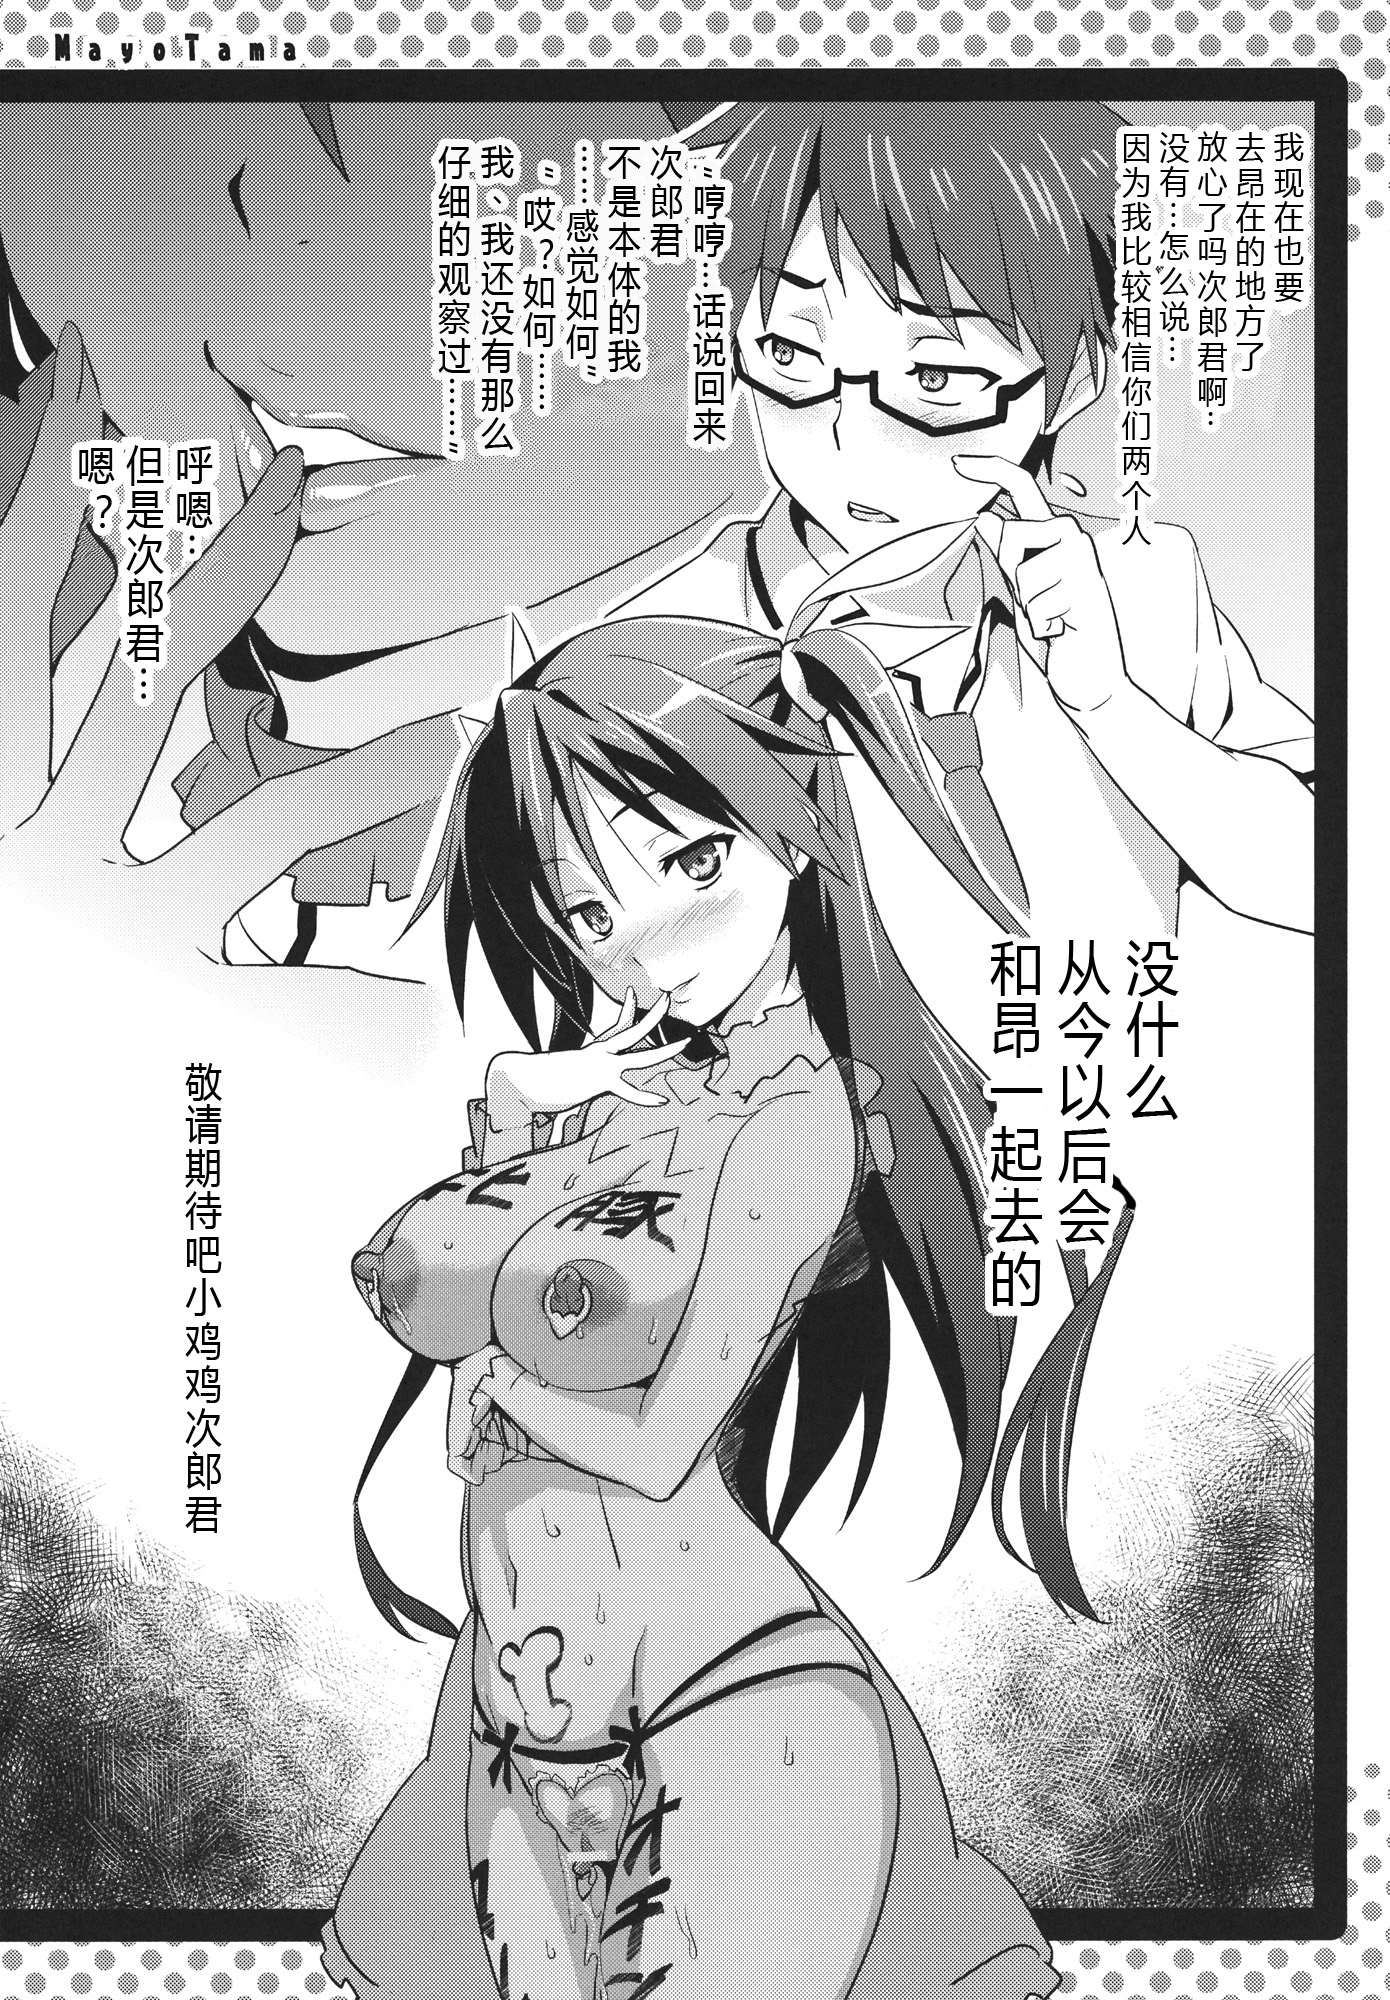 MayoTama
我现在也要
去昂在的地方了
放心了吗次郎君啊…
没有…怎么说…
因为我比较相信你们两个人
“哼哼…话说回来
次郎君
不是本体的我
……感觉如何”
“哎？如何……
我、我还没有那么
仔细的观察过……”
呼嗯…
但是次郎君…
嗯？
没什么
从今以后会
和昂一起去的
敬请期待吧小鸡鸡次郎君